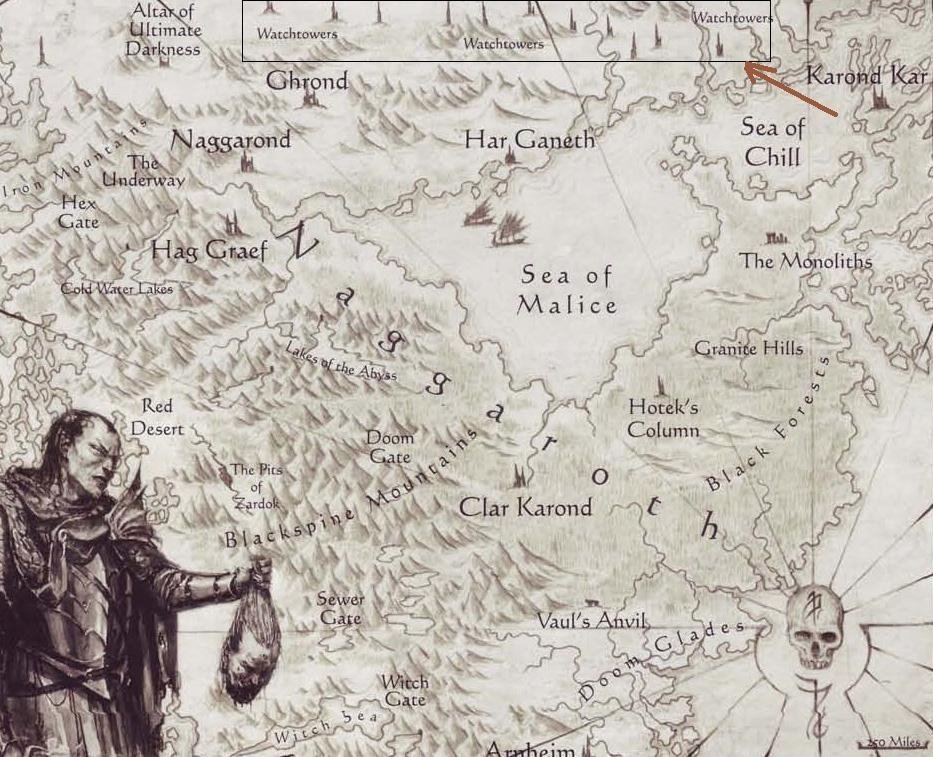 Altar of
Ultimate
Darkness
Watchtowers
Watchtowers
Watchtowers
Ghrond
Karond Kar
Naggarond
Har Ganeth
Sea of
Chill
Iron Mountains
The
Underway
Hex
Gate
Hag Graef
Cold Water Lakes
Sea of
Malice
The Monoliths
Naggaroth
Lakes of the Abyss
Granite Hills
Red
Desert
Hotek's
Column
Doom
Gate
Black Forests
The Pits
of
Zardok
Blackspine Mountains
Clar Karond
Sewer
Gate
Vaul's Anvil
Doom Glades
Witch
Gate
Witch Sea
Arnheim
250 Miles